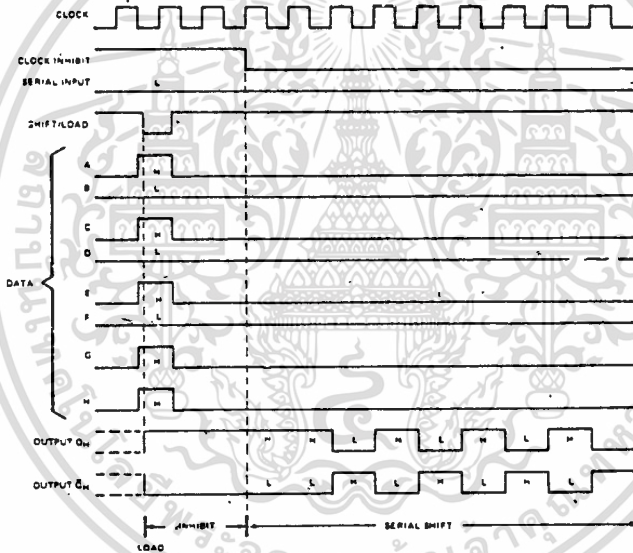 CLOCK
CLOCK INHIBIT
SERIAL INPUT
L
SHIFT/LOAD
DATA
A
H
B
L
C
H
D
L
E
H
F
L
G
H
H
H
OUTPUT QH
H H L H L H L H
OUTPUT Q̅H
L L H L H L H L
INHIBIT
SERIAL SHIFT
LOAD